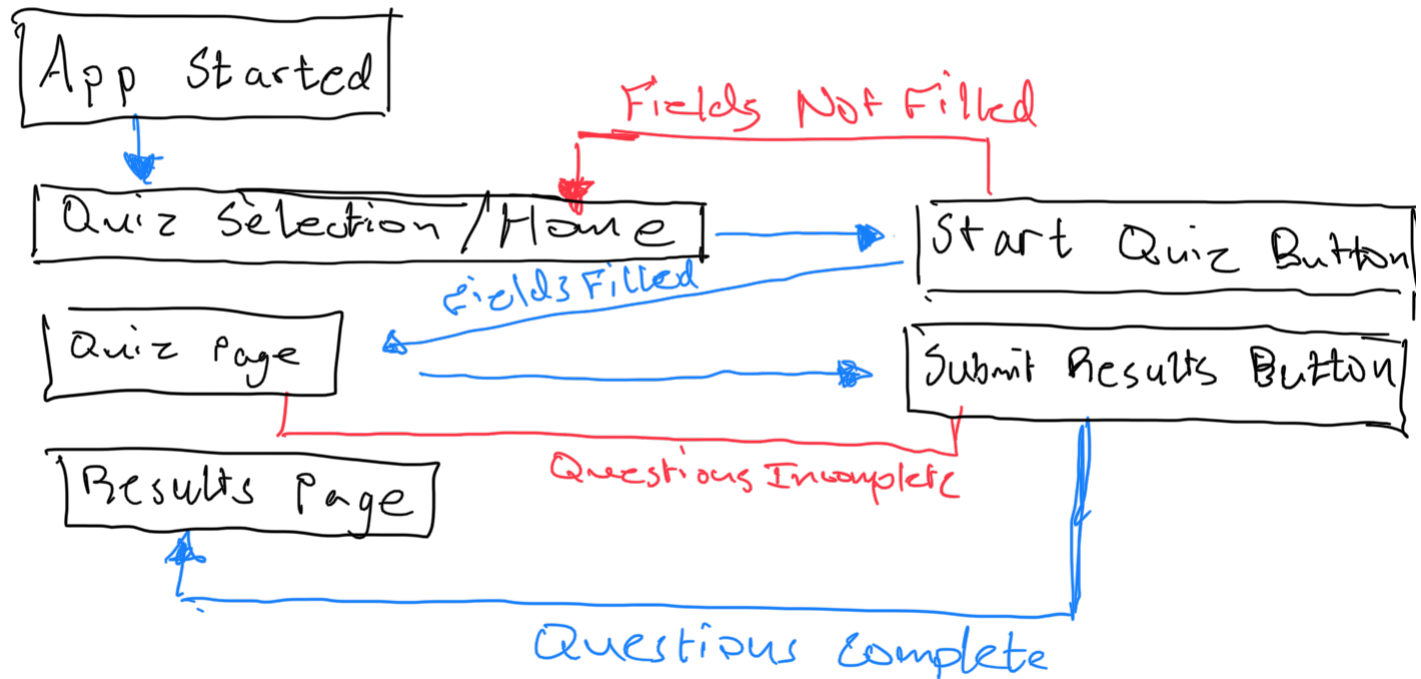 App Started
Fields Not Filled
Quiz Selection/Home
Start Quiz Button
Fields Filled
Quiz Page
Submit Results Button
Questions Incomplete
Results Page
Questions Complete